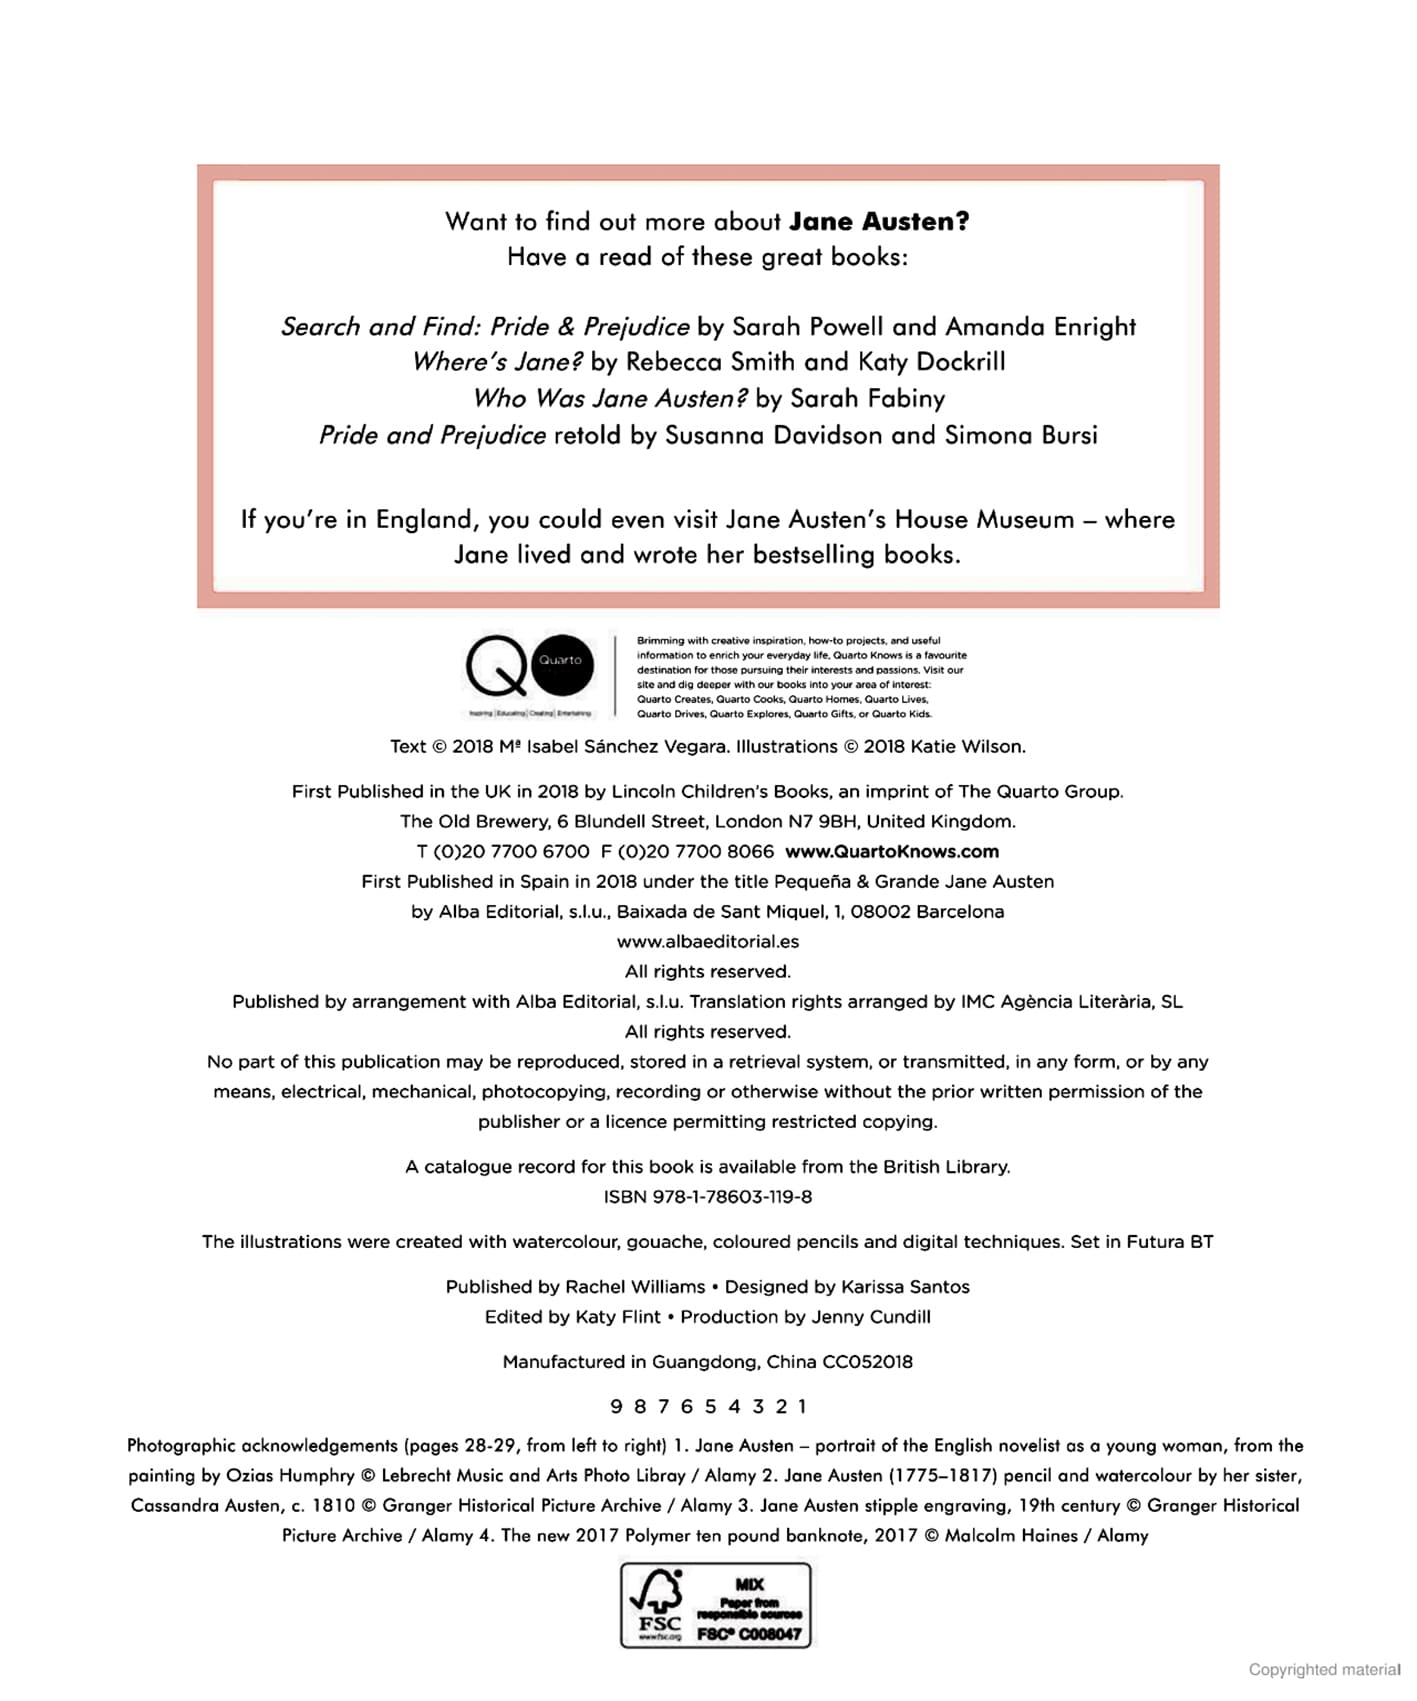 Want to find out more about Jane Austen?
Have a read of these great books:
Search and Find: Pride & Prejudice by Sarah Powell and Amanda Enright
Where's Jane? by Rebecca Smith and Katy Dockrill
Who Was Jane Austen? by Sarah Fabiny
Pride and Prejudice retold by Susanna Davidson and Simona Bursi
If you're in England, you could even visit Jane Austen's House Museum – where
Jane lived and wrote her bestselling books.
Quarto
Inspiring | Educating | Creating | Entertaining
Brimming with creative inspiration, how-to projects, and useful
information to enrich your everyday life, Quarto Knows is a favourite
destination for those pursuing their interests and passions. Visit our
site and dig deeper with our books into your area of interest:
Quarto Creates, Quarto Cooks, Quarto Homes, Quarto Lives,
Quarto Drives, Quarto Explores, Quarto Gifts, or Quarto Kids.
Text © 2018 Mª Isabel Sánchez Vegara. Illustrations © 2018 Katie Wilson.
First Published in the UK in 2018 by Lincoln Children's Books, an imprint of The Quarto Group.
The Old Brewery, 6 Blundell Street, London N7 9BH, United Kingdom.
T (0)20 7700 6700 F (0)20 7700 8066 www.QuartoKnows.com
First Published in Spain in 2018 under the title Pequeña & Grande Jane Austen
by Alba Editorial, s.l.u., Baixada de Sant Miquel, 1, 08002 Barcelona
www.albaeditorial.es
All rights reserved.
Published by arrangement with Alba Editorial, s.l.u. Translation rights arranged by IMC Agència Literària, SL
All rights reserved.
No part of this publication may be reproduced, stored in a retrieval system, or transmitted, in any form, or by any
means, electrical, mechanical, photocopying, recording or otherwise without the prior written permission of the
publisher or a licence permitting restricted copying.
A catalogue record for this book is available from the British Library.
ISBN 978-1-78603-119-8
The illustrations were created with watercolour, gouache, coloured pencils and digital techniques. Set in Futura BT
Published by Rachel Williams • Designed by Karissa Santos
Edited by Katy Flint • Production by Jenny Cundill
Manufactured in Guangdong, China CC052018
9 8 7 6 5 4 3 2 1
Photographic acknowledgements (pages 28-29, from left to right) 1. Jane Austen – portrait of the English novelist as a young woman, from the
painting by Ozias Humphry © Lebrecht Music and Arts Photo Libray / Alamy 2. Jane Austen (1775–1817) pencil and watercolour by her sister,
Cassandra Austen, c. 1810 © Granger Historical Picture Archive / Alamy 3. Jane Austen stipple engraving, 19th century © Granger Historical
Picture Archive / Alamy 4. The new 2017 Polymer ten pound banknote, 2017 © Malcolm Haines / Alamy
FSC
www.fsc.org
MIX
Paper from
responsible sources
FSC® C008047
Copyrighted material